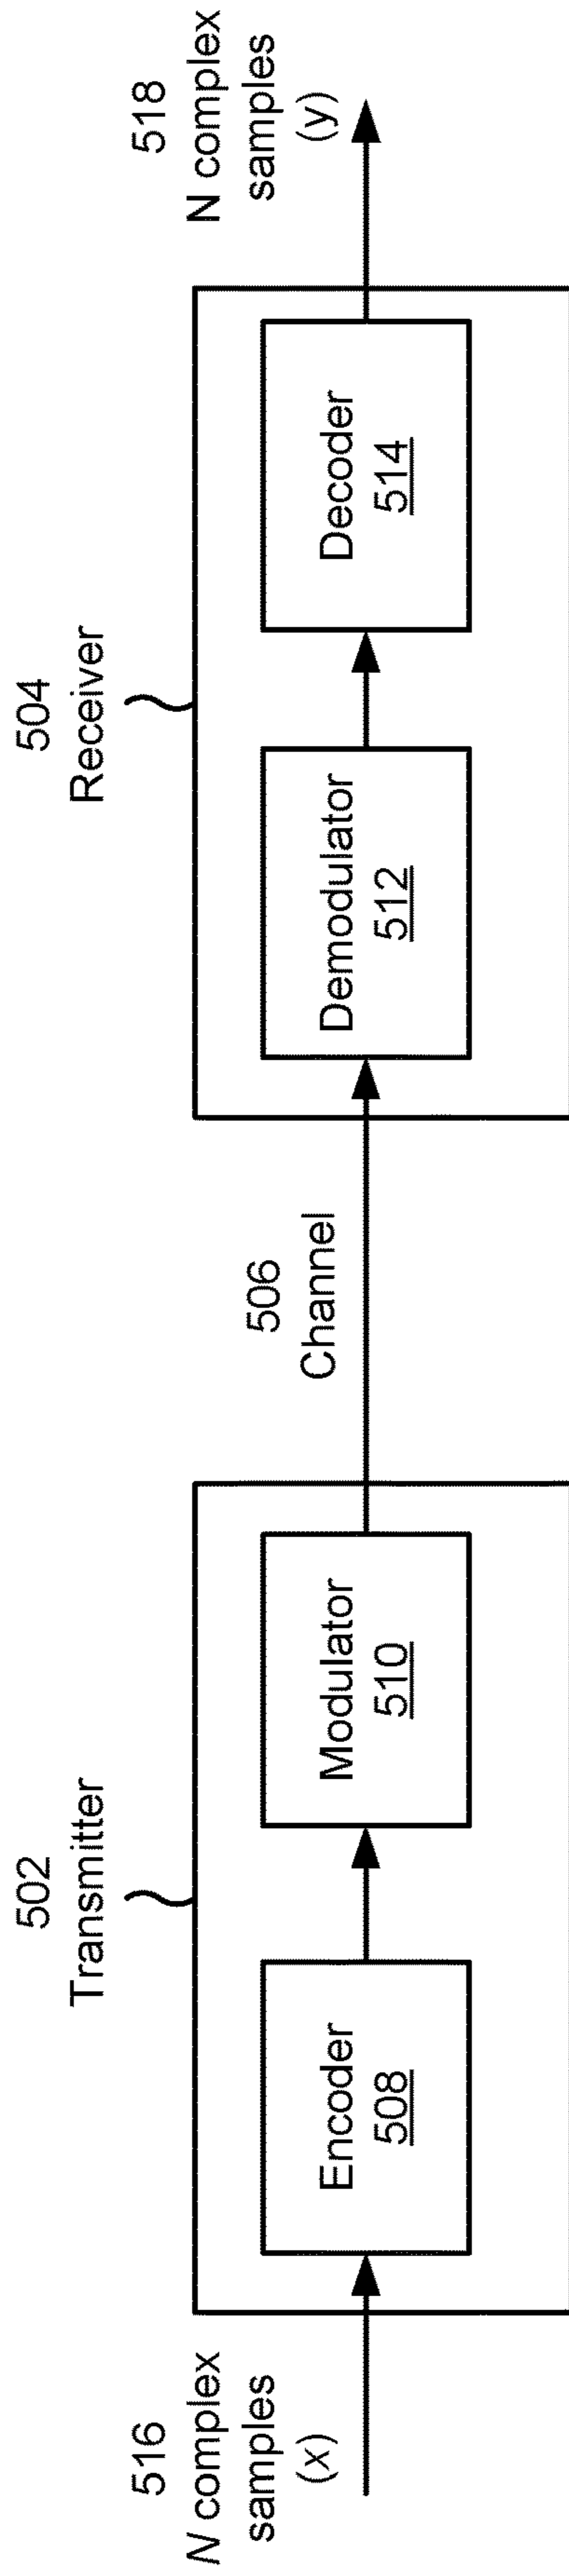 516
N complex
samples
(x)
502
Transmitter
Encoder
508
Modulator
510
506
Channel
504
Receiver
Demodulator
512
Decoder
514
518
N complex
samples
(y)